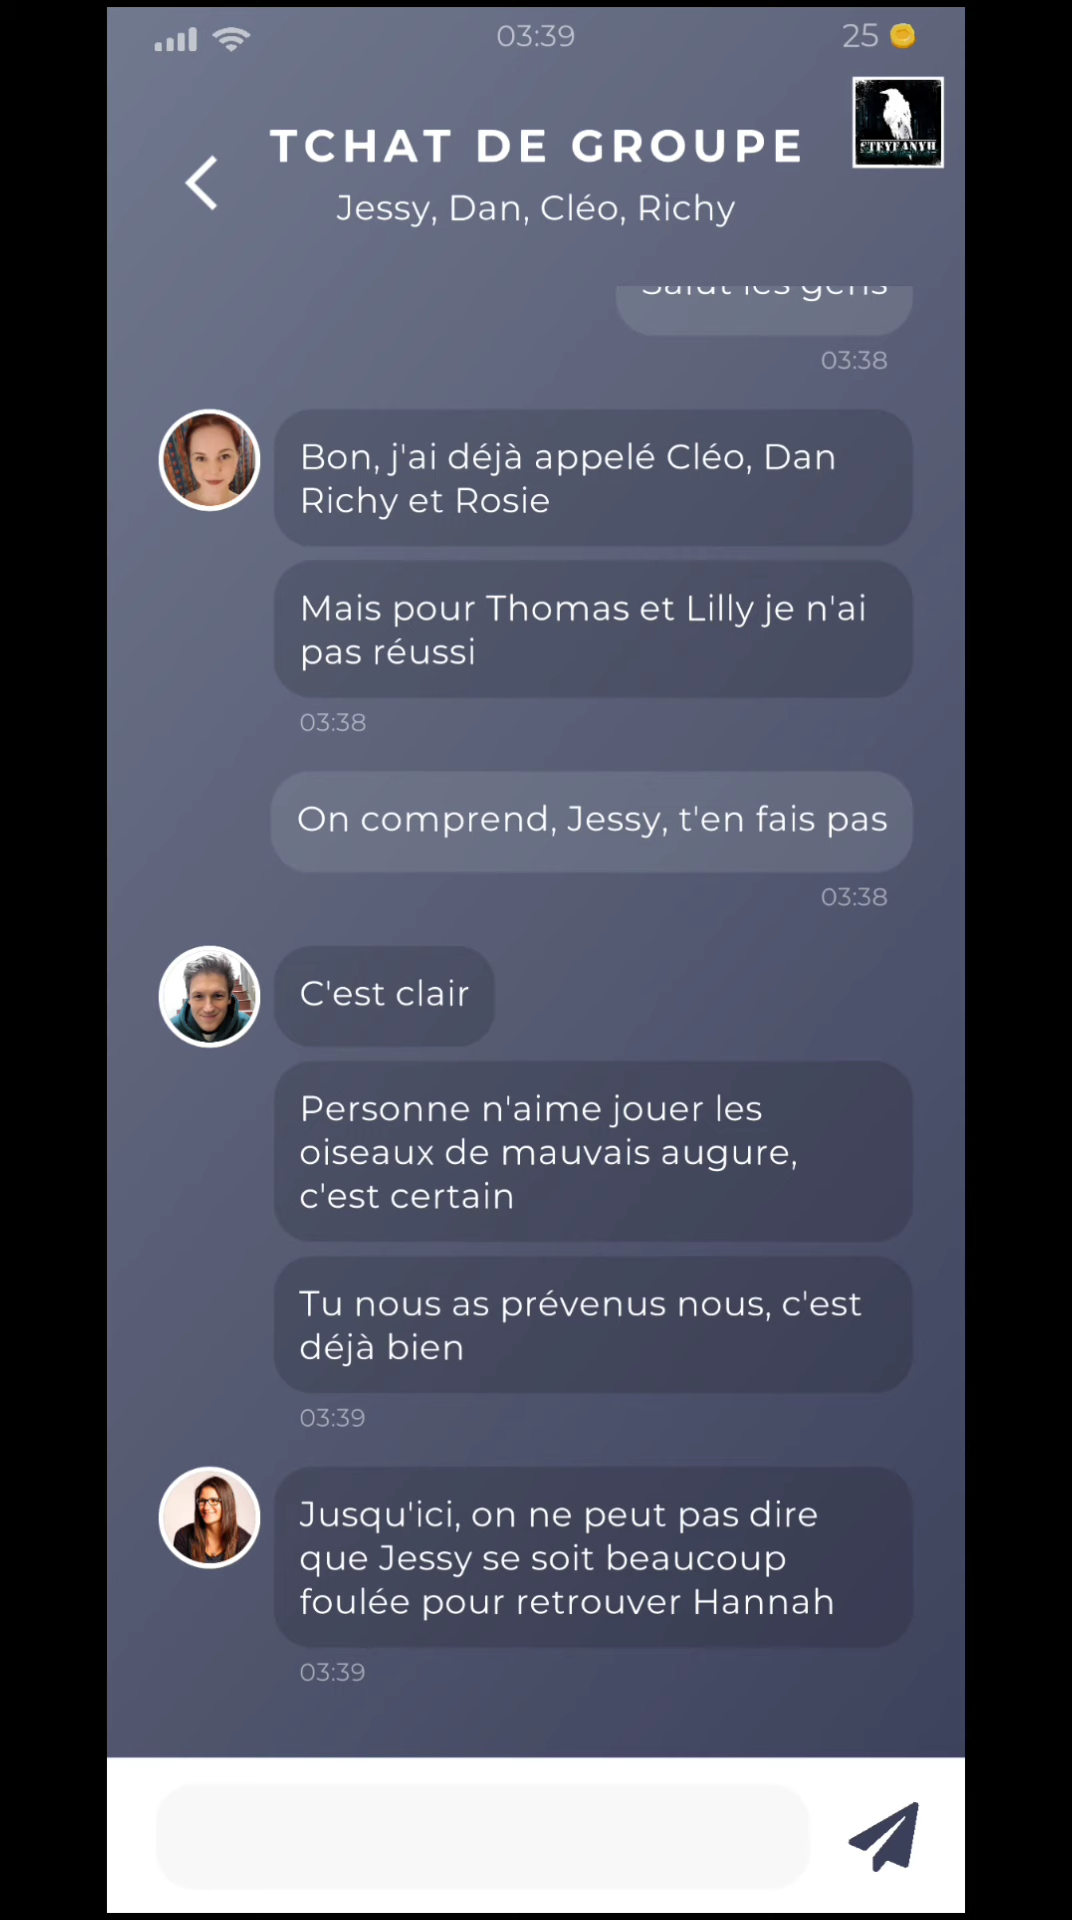 03:39
25
STEYFANYH
TCHAT DE GROUPE
Jessy, Dan, Cléo, Richy
Salut les gens
03:38
Bon, j'ai déjà appelé Cléo, Dan
Richy et Rosie
Mais pour Thomas et Lilly je n'ai
pas réussi
03:38
On comprend, Jessy, t'en fais pas
03:38
C'est clair
Personne n'aime jouer les
oiseaux de mauvais augure,
c'est certain
Tu nous as prévenus nous, c'est
déjà bien
03:39
Jusqu'ici, on ne peut pas dire
que Jessy se soit beaucoup
foulée pour retrouver Hannah
03:39